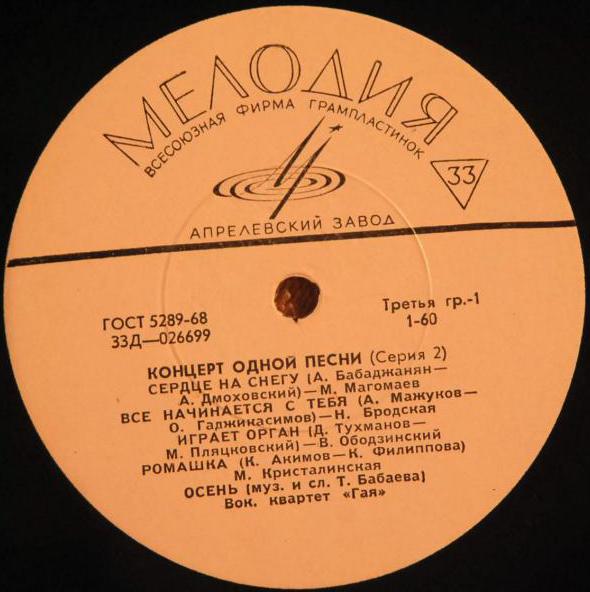 МЕЛОДИЯ
ВСЕСОЮЗНАЯ ФИРМА ГРАМПЛАСТИНОК
33
АПРЕЛЕВСКИЙ ЗАВОД
ГОСТ 5289-68
Третья гр.-1
33Д—026699
1-60
КОНЦЕРТ ОДНОЙ ПЕСНИ (Серия 2)
СЕРДЦЕ НА СНЕГУ (А. Бабаджанян—
А. Дмоховский)—М. Магомаев
ВСЕ НАЧИНАЕТСЯ С ТЕБЯ (А. Мажуков—
О. Гаджикасимов)—Н. Бродская
ИГРАЕТ ОРГАН (Д. Тухманов—
М. Пляцковский)—В. Ободзинский
РОМАШКА (К. Акимов—К. Филиппова)
М. Кристалинская
ОСЕНЬ (муз. и сл. Т. Бабаева)
Вок. квартет «Гая»